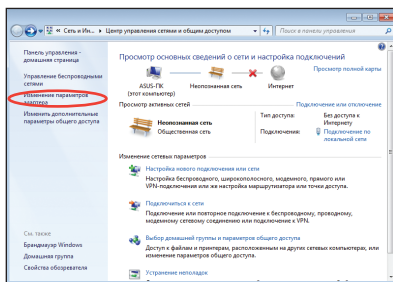 « Сеть и Ин... ▸ Центр управления сетями и общим доступом
Поиск в панели управления
Панель управления -
домашняя страница
Управление беспроводными
сетями
Изменение параметров
адаптера
Изменить дополнительные
параметры общего доступа
См. также
Брандмауэр Windows
Домашняя группа
Свойства обозревателя
Просмотр основных сведений о сети и настройка подключений
Просмотр полной карты
ASUS-ПК
(этот компьютер)
Неопознанная сеть
Интернет
Просмотр активных сетей
Подключение или отключение
Неопознанная сеть
Общественная сеть
Тип доступа: Без доступа к
Интернету
Подключения: Подключение по
локальной сети
Изменение сетевых параметров
Настройка нового подключения или сети
Настройка беспроводного, широкополосного, модемного, прямого или
VPN-подключения или же настройка маршрутизатора или точки доступа.
Подключиться к сети
Подключение или повторное подключение к беспроводному, проводному,
модемному сетевому соединению или подключение к VPN.
Выбор домашней группы и параметров общего доступа
Доступ к файлам и принтерам, расположенным на других сетевых компьютерах, или
изменение параметров общего доступа.
Устранение неполадок